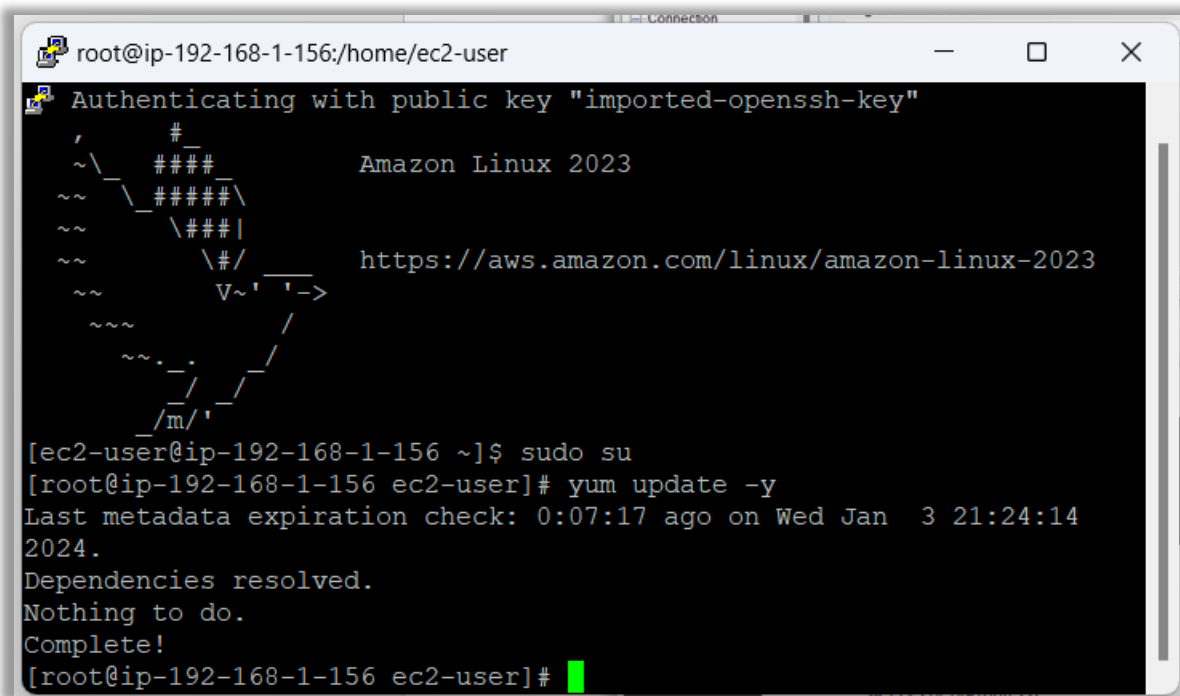 Connection
root@ip-192-168-1-156:/home/ec2-user
Authenticating with public key "imported-openssh-key"
   ,     #_
   ~\_  ####_        Amazon Linux 2023
  ~~  \_#####\
  ~~     \###|
  ~~       \#/ ___   https://aws.amazon.com/linux/amazon-linux-2023
   ~~       V~' '->
    ~~~         /
      ~~._.   _/
         _/ _/
       _/m/'
[ec2-user@ip-192-168-1-156 ~]$ sudo su
[root@ip-192-168-1-156 ec2-user]# yum update -y
Last metadata expiration check: 0:07:17 ago on Wed Jan  3 21:24:14
2024.
Dependencies resolved.
Nothing to do.
Complete!
[root@ip-192-168-1-156 ec2-user]#